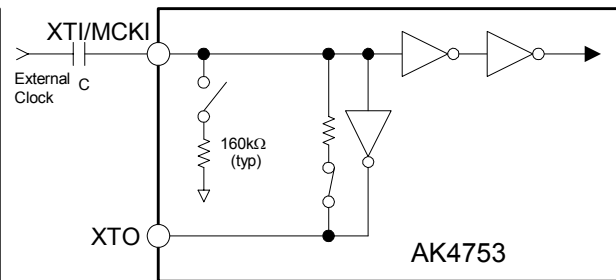 XTI/MCKI
External
Clock
C
160kΩ
(typ)
XTO
AK4753